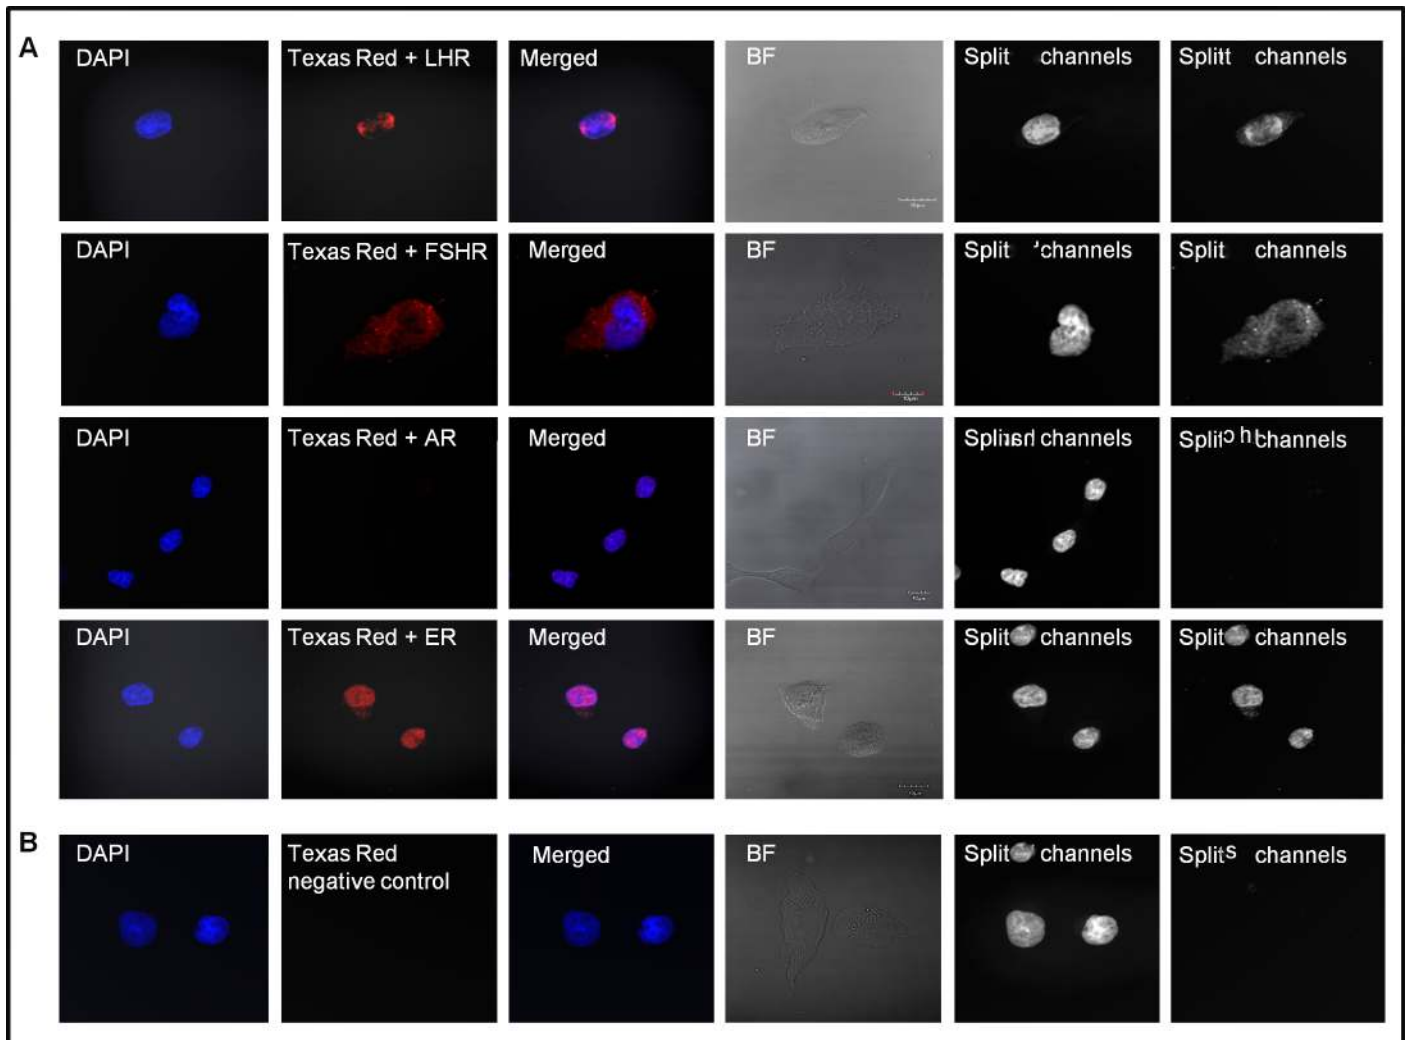 A
DAPI
Texas Red + LHR
Merged
BF
Split channels
Splitt channels
DAPI
Texas Red + FSHR
Merged
BF
Split channels
Split channels
DAPI
Texas Red + AR
Merged
BF
channels
Split channels
DAPI
Texas Red + ER
Merged
BF
Split channels
Split channels
B
DAPI
Texas Red
negative control
Merged
BF
Split channels
Split channels